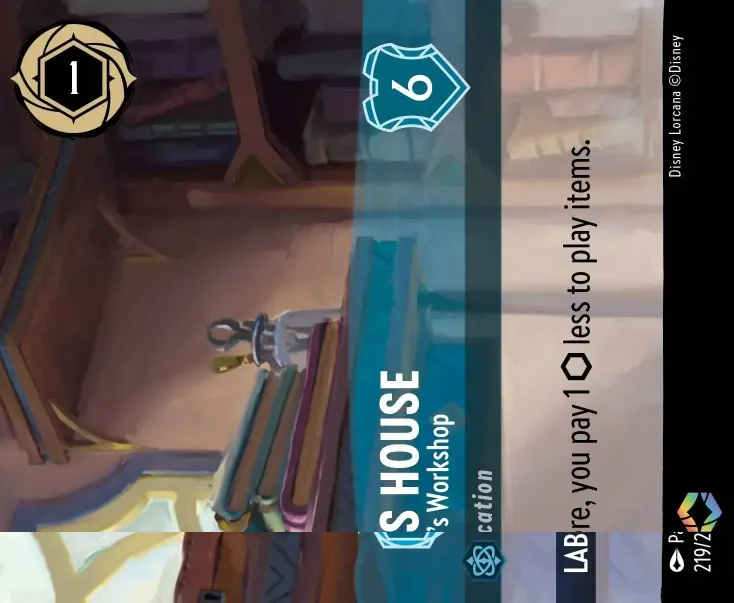 1
6
S HOUSE
's Workshop
cation
LAB re, you pay 1 less to play items.
219/2
Disney Lorcana ©Disney